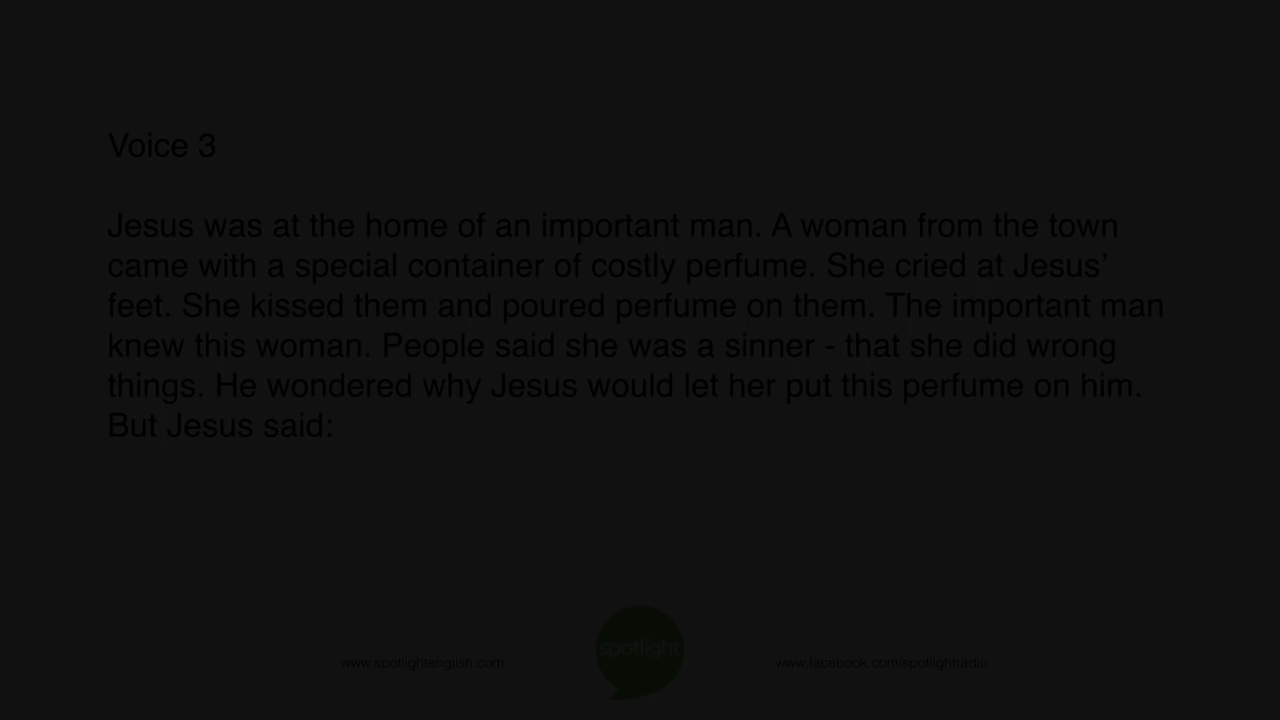 Voice 3
Jesus was at the home of an important man. A woman from the town
came with a special container of costly perfume. She cried at Jesus’
feet. She kissed them and poured perfume on them. The important man
knew this woman. People said she was a sinner - that she did wrong
things. He wondered why Jesus would let her put this perfume on him.
But Jesus said:
spotlight
www.spotlightenglish.com
www.facebook.com/spotlightradio